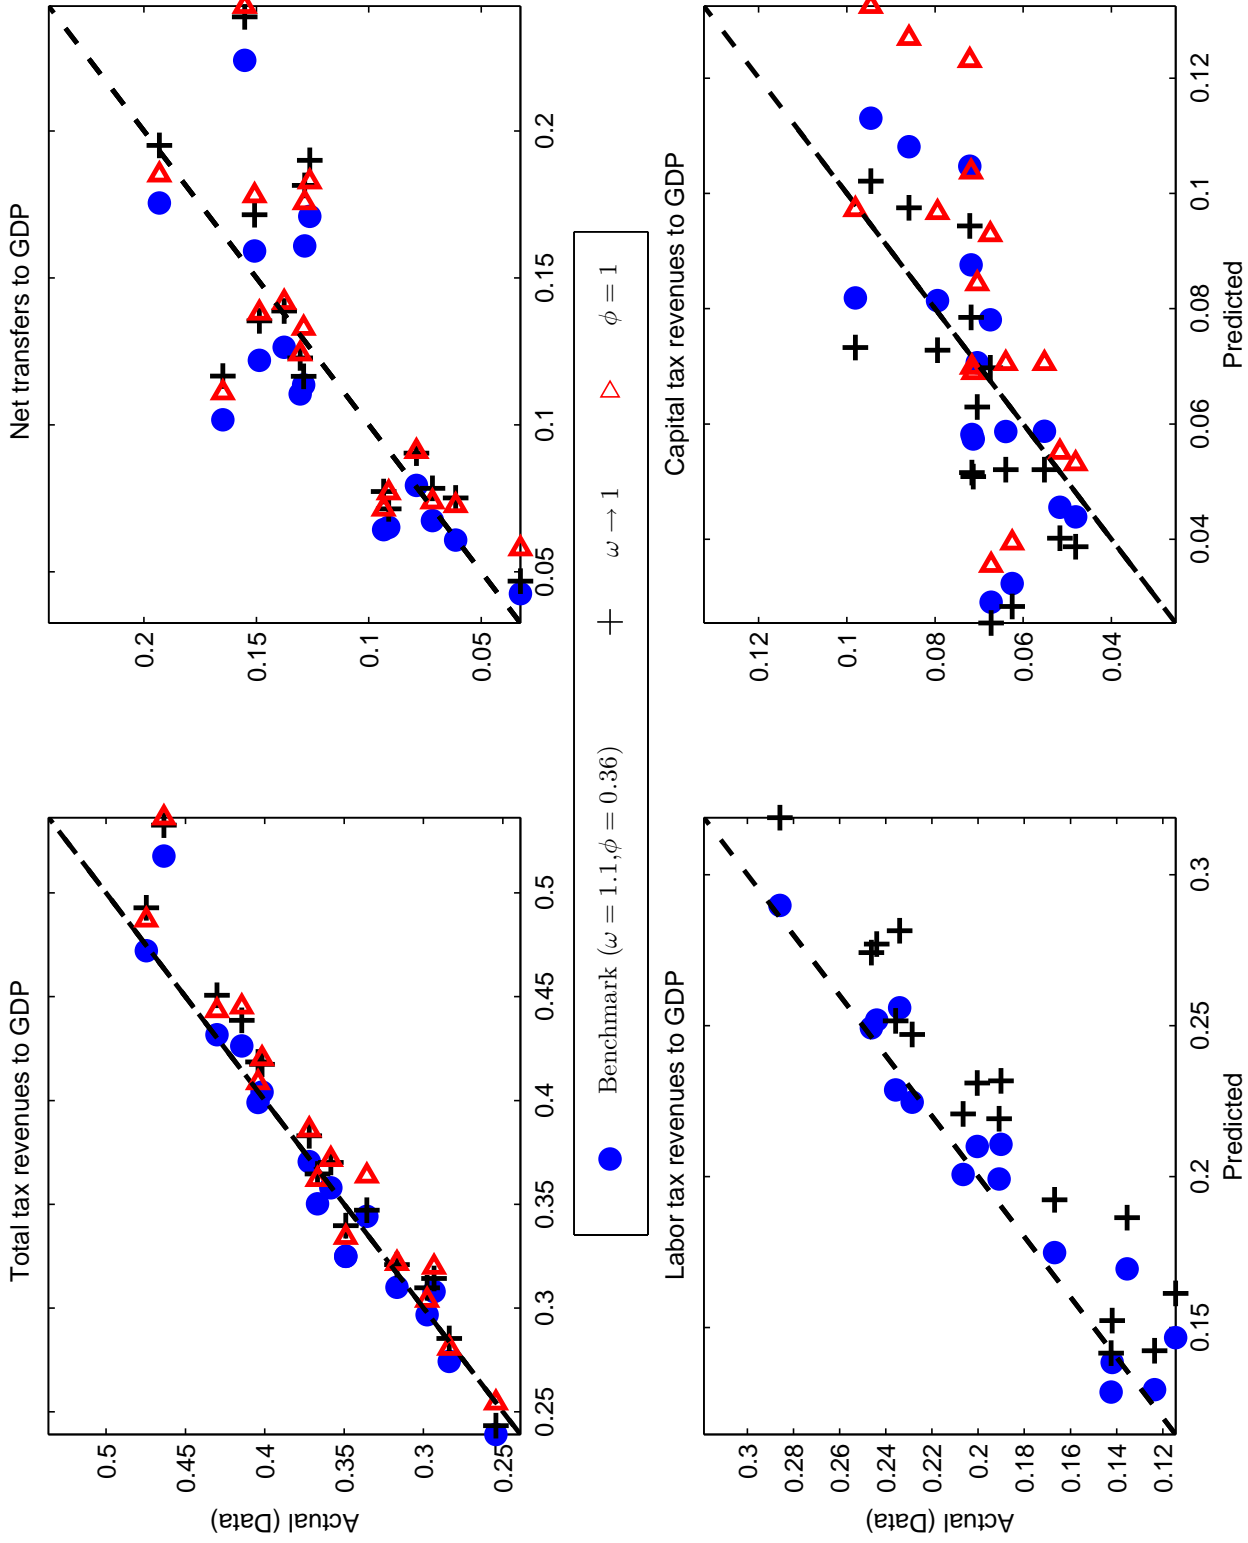 Total tax revenues to GDP
Actual (Data)
0.5
0.45
0.4
0.35
0.3
0.25
0.25 0.3 0.35 0.4 0.45 0.5
Net transfers to GDP
0.2
0.15
0.1
0.05
0.05 0.1 0.15 0.2
Benchmark (ω = 1.1,ϕ = 0.36) ω → 1 ϕ = 1
Labor tax revenues to GDP
Actual (Data)
0.3
0.28
0.26
0.24
0.22
0.2
0.18
0.16
0.14
0.12
0.15 0.2 0.25 0.3
Predicted
Capital tax revenues to GDP
0.12
0.1
0.08
0.06
0.04
0.04 0.06 0.08 0.1 0.12
Predicted